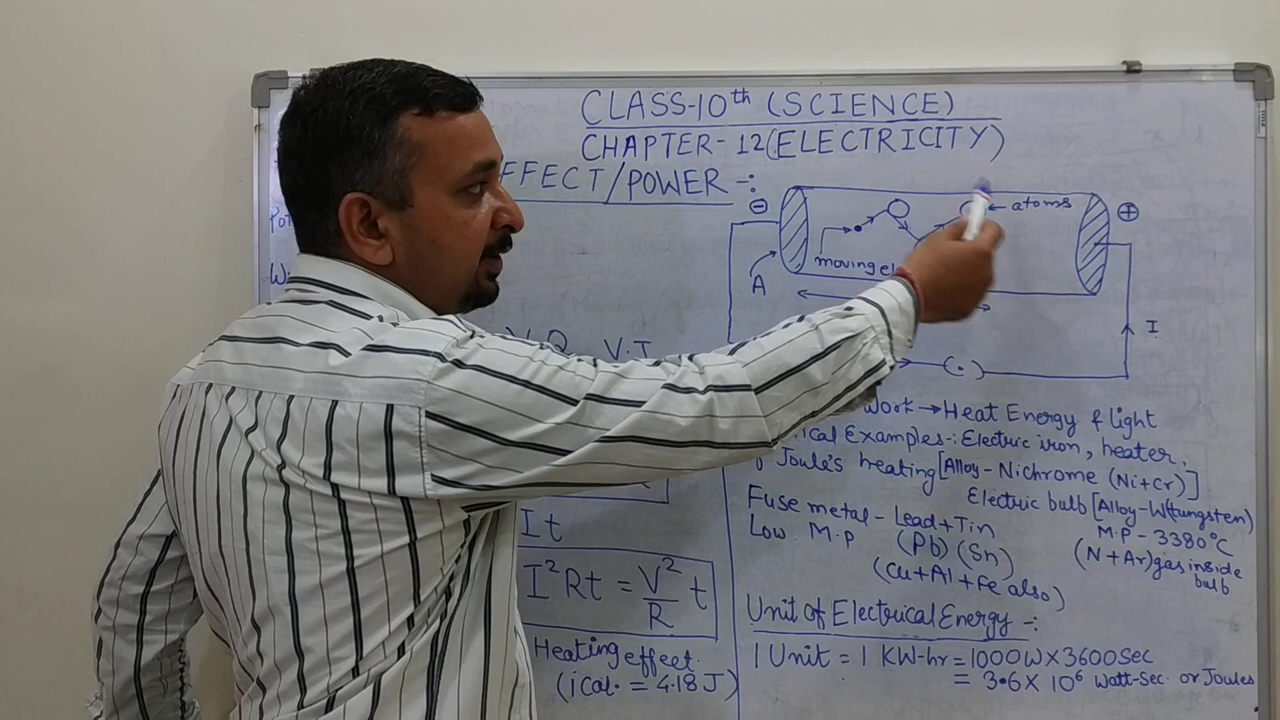 CLASS-10th (SCIENCE)
CHAPTER-12(ELECTRICITY)
FFECT/POWER -:
Pot
Wi
⊖
⊕
← atoms
moving el
A
I
V.Q
V.I
(.)
Work → Heat Energy & light
ical Examples-: Electric iron, heater,
Joule's heating [Alloy-Nichrome (Ni+Cr)]
Electric bulb [Alloy-W(tungsten)
Fuse metal - Lead+Tin
M.P - 3380°C
Low. M.P (Pb) (Sn)
(N+Ar)gas inside
bulb
(Cu+Al+Fe also)
It
I²Rt = V²/R t
Heating effect.
(1 Cal. = 4.18 J)
Unit of Electrical Energy -:
1 Unit = 1 KW-hr = 1000W X 3600 Sec
= 3.6 X 10⁶ Watt-Sec. or Joules